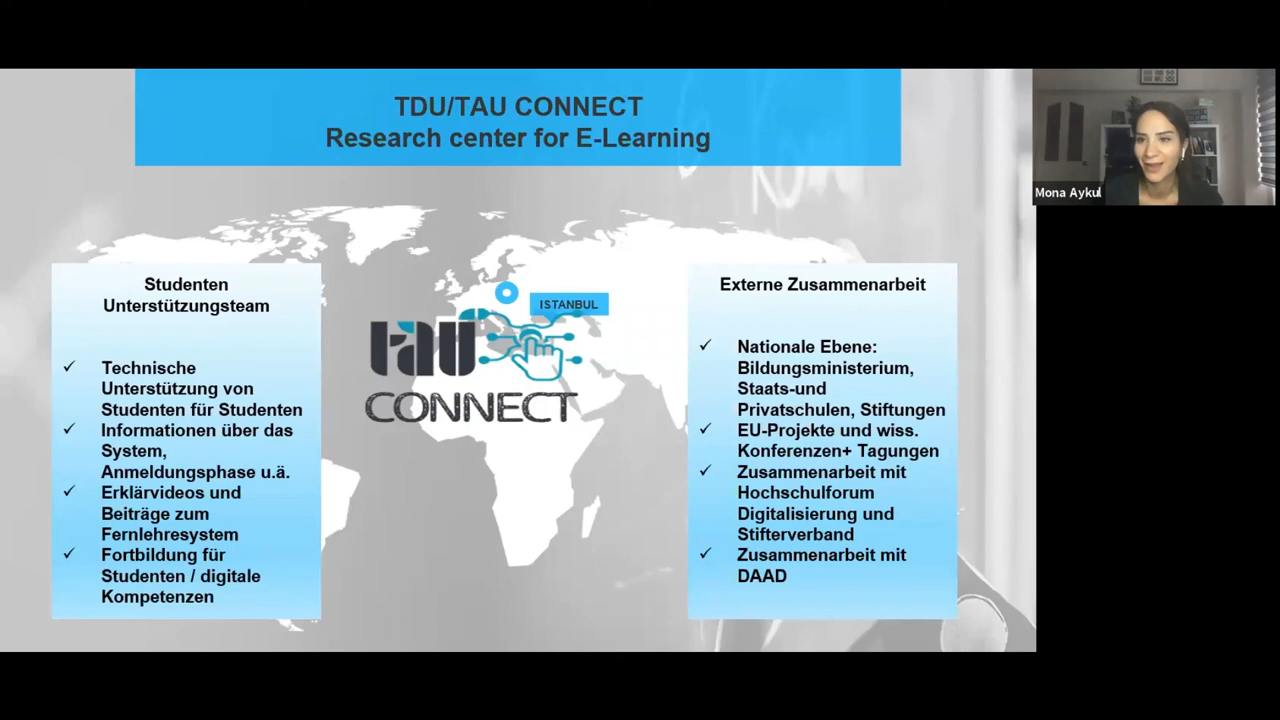 TDU/TAU CONNECT
Research center for E-Learning
Mona Aykul
Studenten
Unterstützungsteam
✓ Technische
Unterstützung von
Studenten für Studenten
✓ Informationen über das
System,
Anmeldungsphase u.ä.
✓ Erklärvideos und
Beiträge zum
Fernlehresystem
✓ Fortbildung für
Studenten / digitale
Kompetenzen
ISTANBUL
tau
CONNECT
Externe Zusammenarbeit
✓ Nationale Ebene:
Bildungsministerium,
Staats-und
Privatschulen, Stiftungen
✓ EU-Projekte und wiss.
Konferenzen+ Tagungen
✓ Zusammenarbeit mit
Hochschulforum
Digitalisierung und
Stifterverband
✓ Zusammenarbeit mit
DAAD